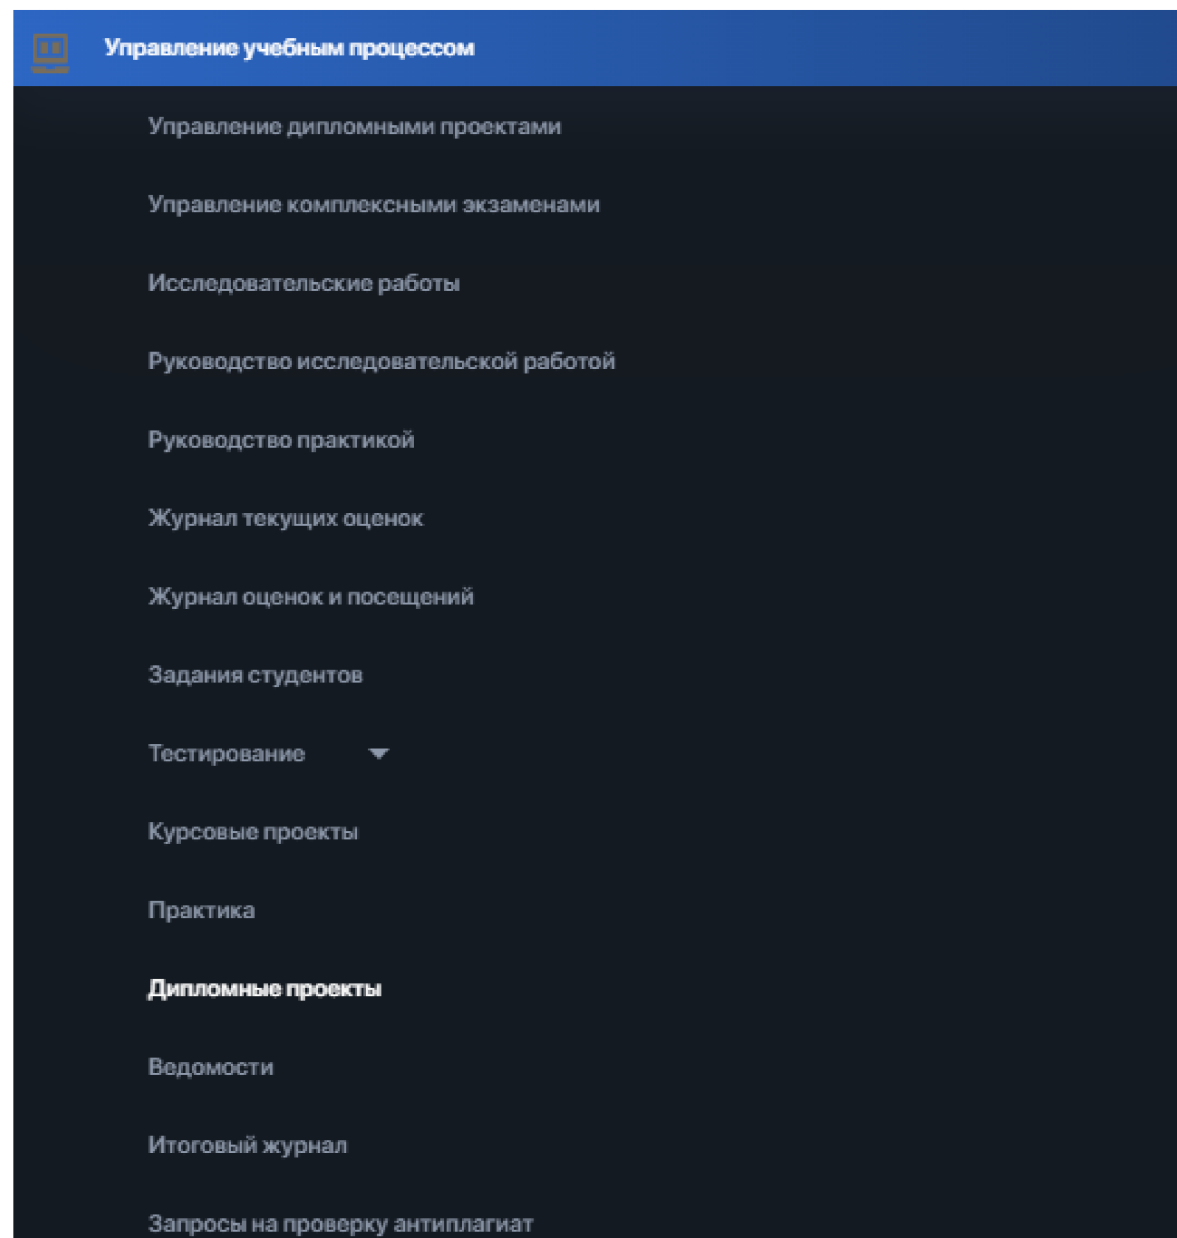 Управление учебным процессом
Управление дипломными проектами
Управление комплексными экзаменами
Исследовательские работы
Руководство исследовательской работой
Руководство практикой
Журнал текущих оценок
Журнал оценок и посещений
Задания студентов
Тестирование
Курсовые проекты
Практика
Дипломные проекты
Ведомости
Итоговый журнал
Запросы на проверку антиплагиат